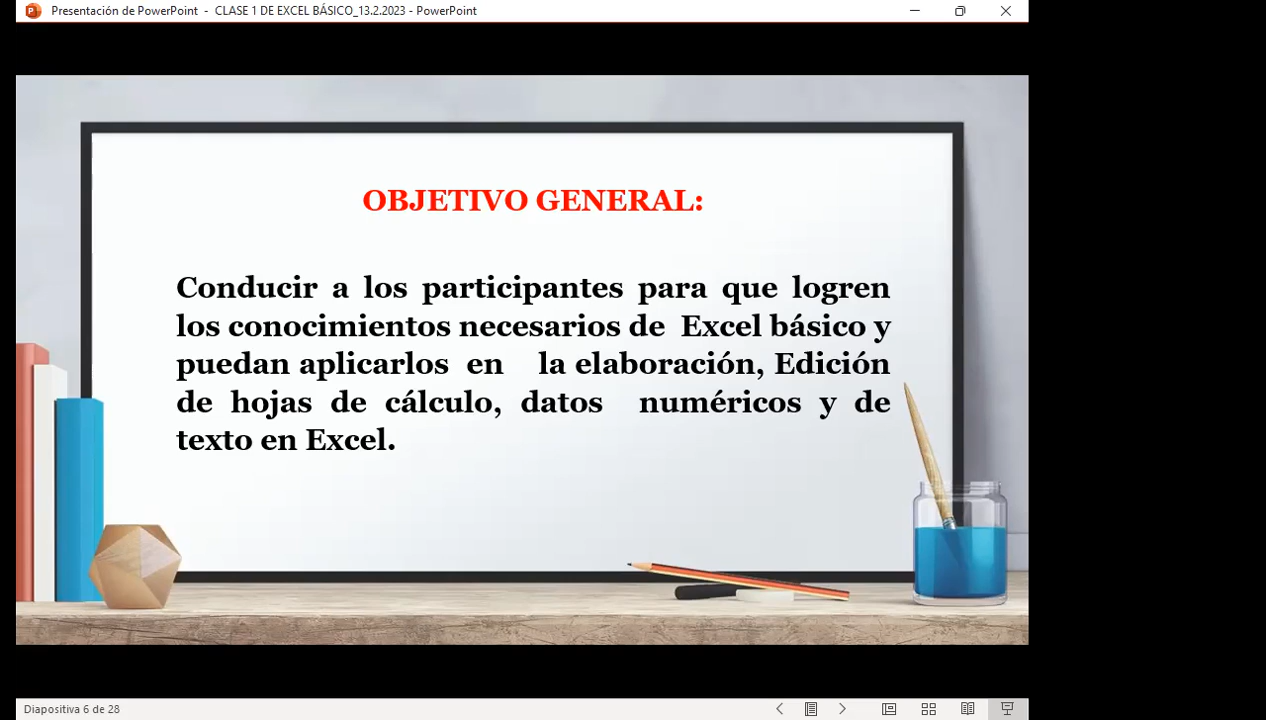 Presentación de PowerPoint - CLASE 1 DE EXCEL BÁSICO_13.2.2023 - PowerPoint
OBJETIVO GENERAL:
Conducir a los participantes para que logren
los conocimientos necesarios de Excel básico y
puedan aplicarlos en la elaboración, Edición
de hojas de cálculo, datos numéricos y de
texto en Excel.
Diapositiva 6 de 28